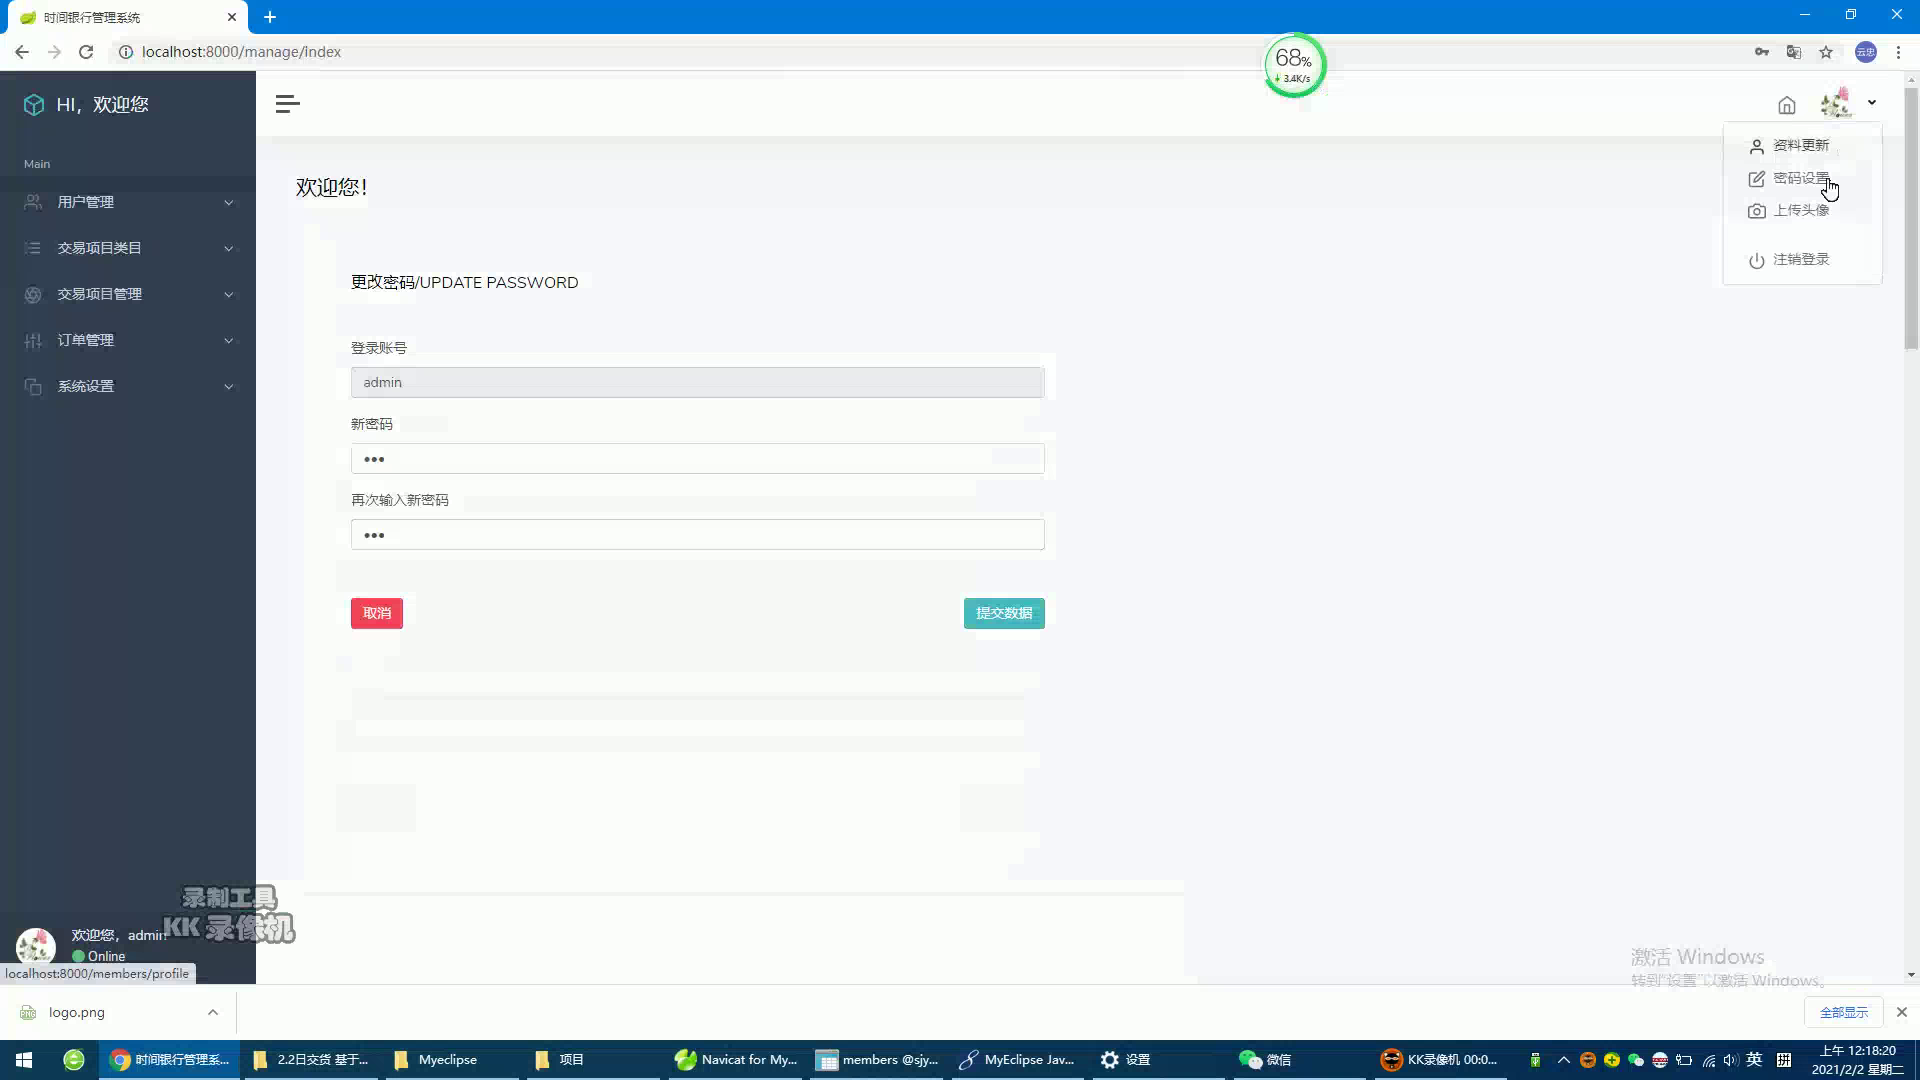 时间银行管理系统
localhost:8000/manage/index
68%
3.4K/s
云忠
HI，欢迎您
Main
用户管理
交易项目类目
交易项目管理
订单管理
系统设置
资料更新
密码设置
上传头像
注销登录
欢迎您!
更改密码/UPDATE PASSWORD
登录账号
admin
新密码
•••
再次输入新密码
•••
取消
提交数据
录制工具
KK 录像机
欢迎您，admin
Online
localhost:8000/members/profile
激活 Windows
转到"设置"以激活 Windows。
logo.png
全部显示
时间银行管理系...
2.2日交货 基于...
Myeclipse
项目
Navicat for My...
members @sjy...
MyEclipse Jav...
设置
微信
KK录像机 00:0...
英
拼
上午 12:18:20
2021/2/2 星期二